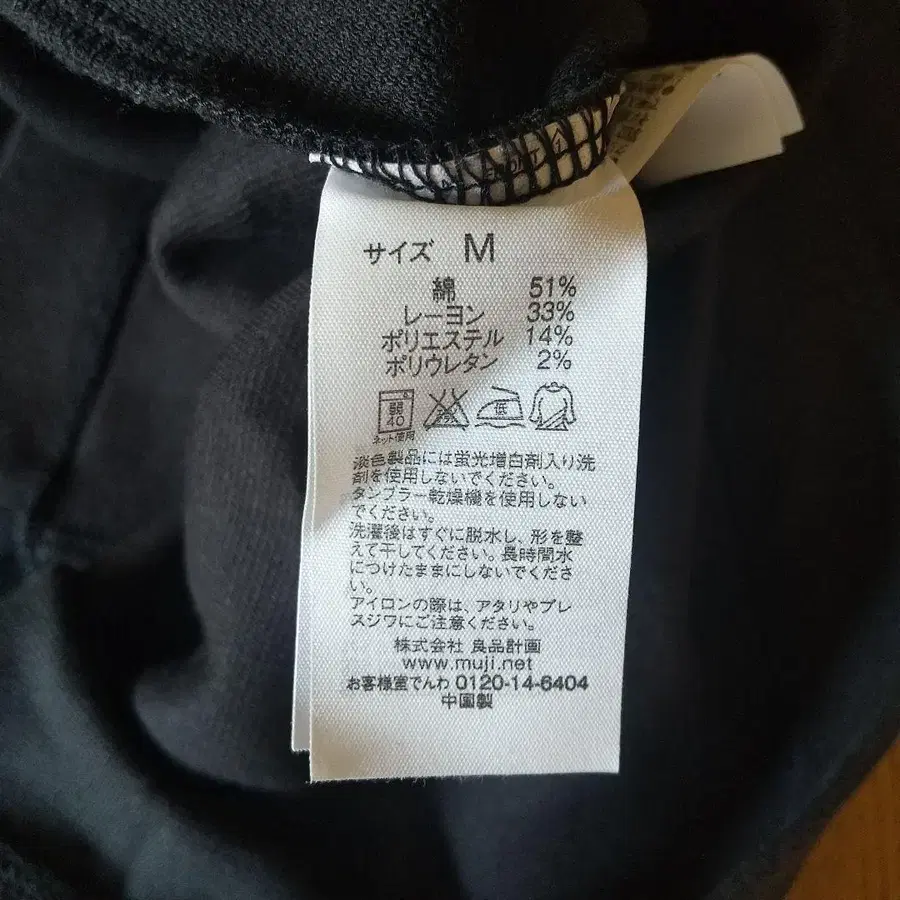 サイズ M
綿 51%
レーヨン 33%
ポリエステル 14%
ポリウレタン 2%
弱
40
低
ネット使用
淡色製品には蛍光増白剤入り洗
剤を使用しないでください。
タンブラー乾燥機を使用しない
でください。
洗濯後はすぐに脱水し、形を整
えて干してください。長時間水
につけたままにしないでくださ
い。
アイロンの際は、アタリやプレ
スジワにご注意ください。
株式会社 良品計画
www.muji.net
お客様室でんわ 0120-14-6404
中国製